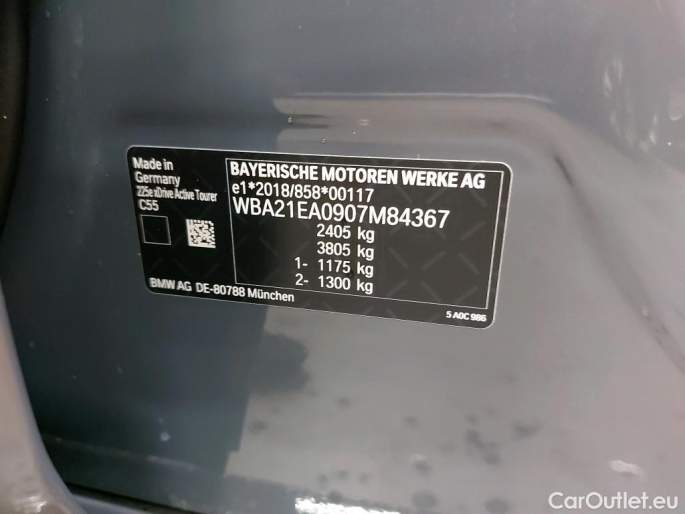 Made in
Germany
225e xDrive Active Tourer
C55
BAYERISCHE MOTOREN WERKE AG
e1*2018/858*00117
WBA21EA0907M84367
2405 kg
3805 kg
1- 1175 kg
2- 1300 kg
BMW AG DE-80788 München
5 A0C 986
CarOutlet.eu